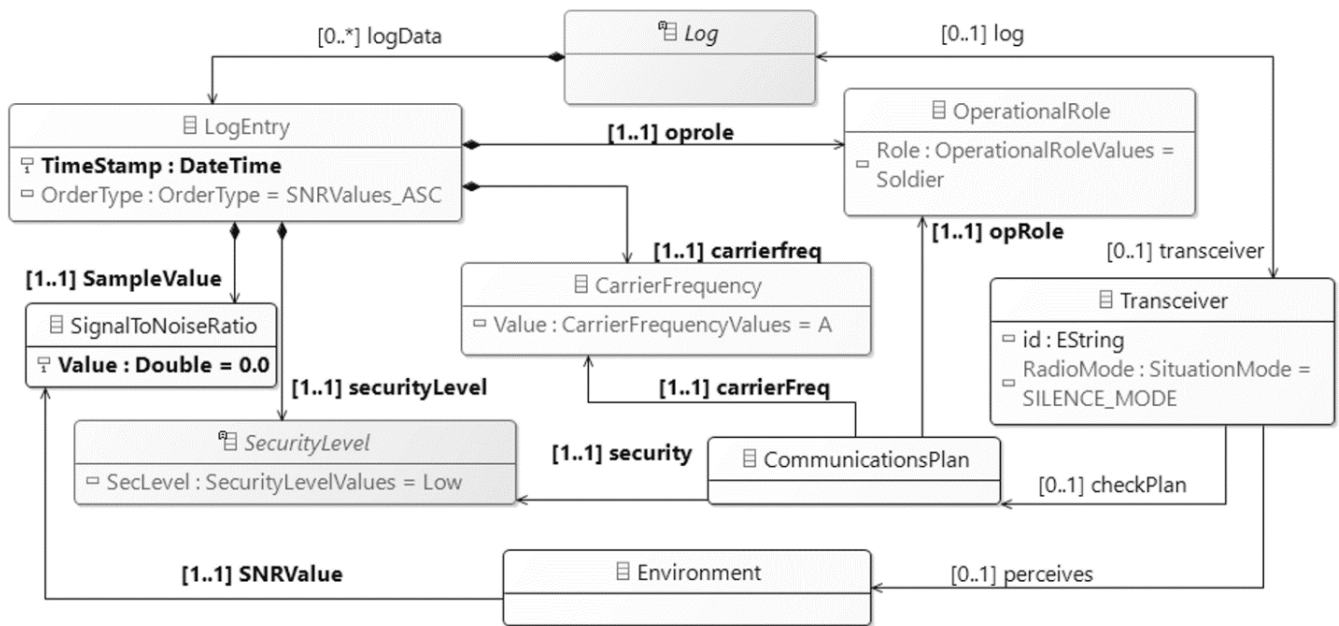 [0..*] logData
Log
[0..1] log
LogEntry
TimeStamp : DateTime
OrderType : OrderType = SNRValues_ASC
[1..1] oprole
OperationalRole
Role : OperationalRoleValues =
Soldier
[1..1] opRole
[1..1] carrierfreq
[0..1] transceiver
[1..1] SampleValue
CarrierFrequency
Value : CarrierFrequencyValues = A
Transceiver
id : EString
RadioMode : SituationMode =
SILENCE_MODE
SignalToNoiseRatio
Value : Double = 0.0
[1..1] securityLevel
[1..1] carrierFreq
SecurityLevel
SecLevel : SecurityLevelValues = Low
[1..1] security
CommunicationsPlan
[0..1] checkPlan
[1..1] SNRValue
Environment
[0..1] perceives